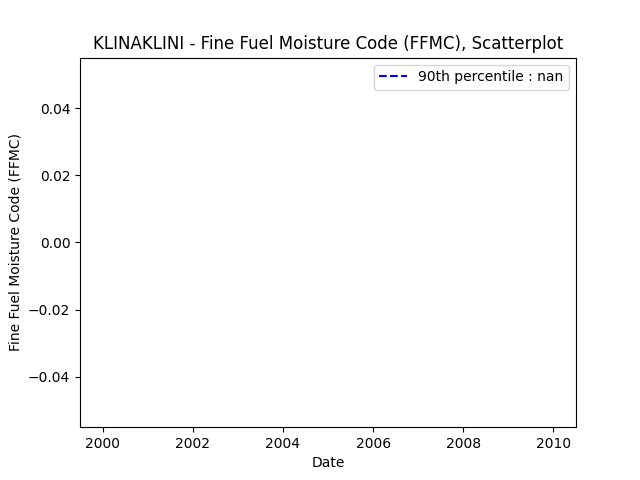 KLINAKLINI - Fine Fuel Moisture Code (FFMC), Scatterplot
90th percentile : nan
Fine Fuel Moisture Code (FFMC)
0.04
0.02
0.00
−0.02
−0.04
2000 2002 2004 2006 2008 2010
Date